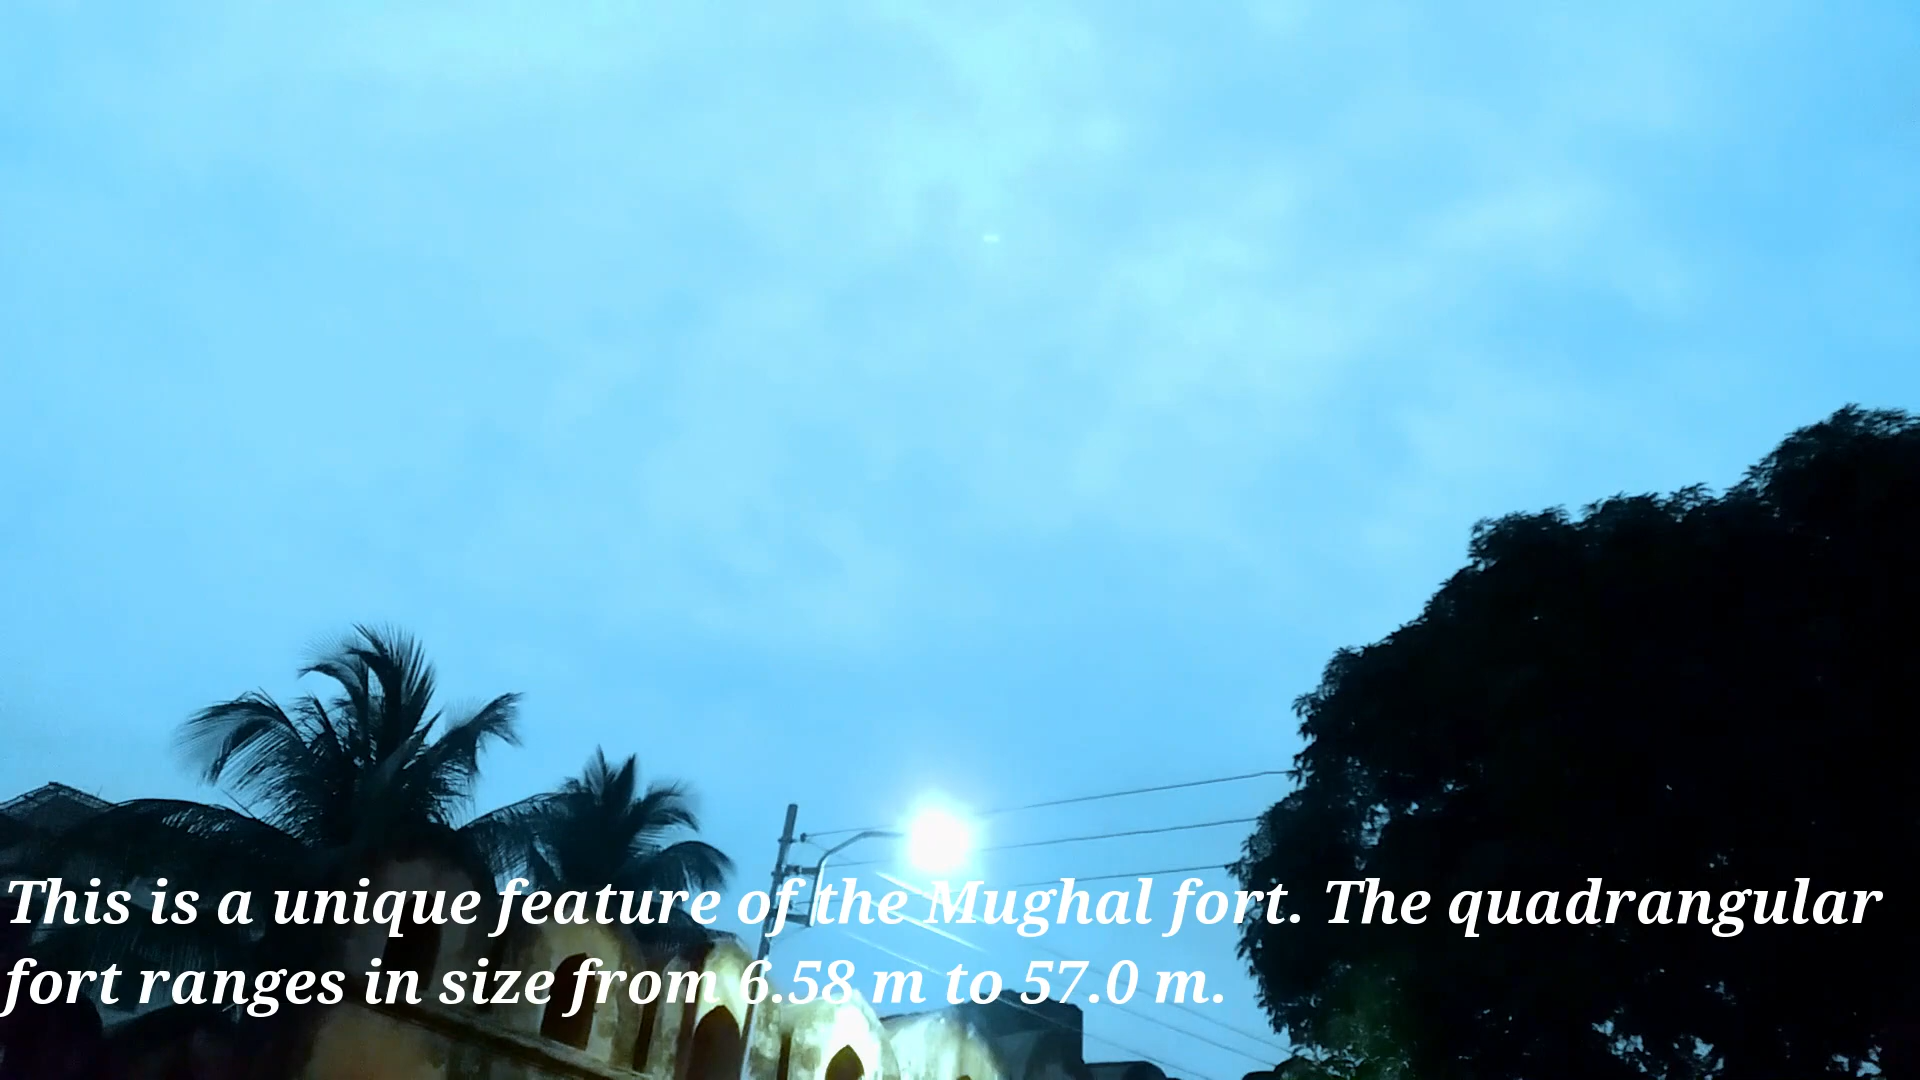 This is a unique feature of the Mughal fort. The quadrangular
fort ranges in size from 6.58 m to 57.0 m.